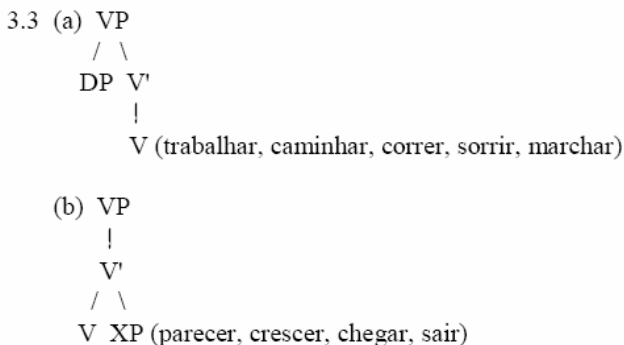 3.3 (a) VP
/ \
DP V'
¦
V (trabalhar, caminhar, correr, sorrir, marchar)
(b) VP
¦
V'
/ \
V XP (parecer, crescer, chegar, sair)